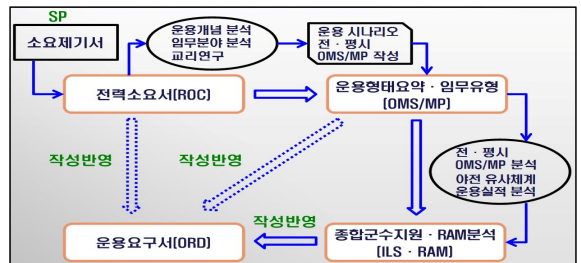 SP
소요제기서
운용개념 분석
임무분야 분석
교리연구
운용 시나리오
전 · 평시
OMS/MP 작성
전력소요서(ROC)
운용형태요약 · 임무유형
(OMS/MP)
작성반영
작성반영
전 · 평시
OMS/MP 분석
야전 유사체계
운용실적 분석
작성반영
운용요구서(ORD)
종합군수지원 · RAM분석
(ILS · RAM)